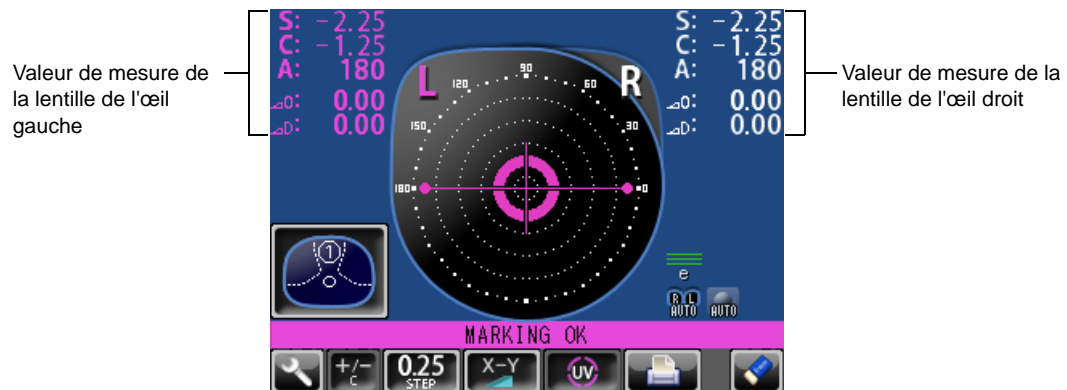 Valeur de mesure de
la lentille de l'œil
gauche
S: -2.25
C: -1.25
A: 180
⊿O: 0.00
⊿D: 0.00
L
R
90
120
60
150
30
180
0
S: -2.25
C: -1.25
A: 180
⊿O: 0.00
⊿D: 0.00
Valeur de mesure de la
lentille de l'œil droit
1
e
R L
AUTO
AUTO
MARKING OK
+/-
C
0.25
STEP
X-Y
UV